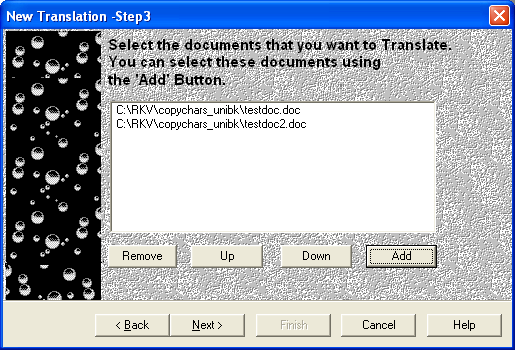 New Translation -Step3
Select the documents that you want to Translate.
You can select these documents using
the 'Add' Button.
C:\RKV\copychars_unibk\testdoc.doc
C:\RKV\copychars_unibk\testdoc2.doc
Remove Up Down Add
< Back Next > Finish Cancel Help